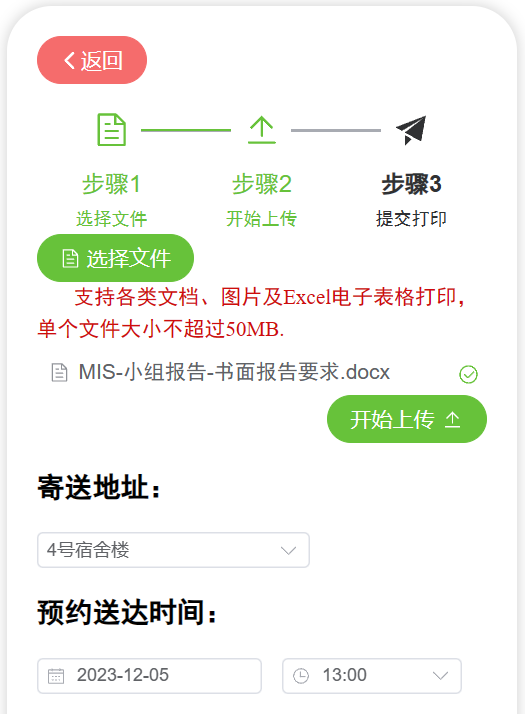 返回
步骤1 步骤2 步骤3
选择文件 开始上传 提交打印
选择文件
支持各类文档、图片及Excel电子表格打印，
单个文件大小不超过50MB.
MIS-小组报告-书面报告要求.docx
开始上传
寄送地址：
4号宿舍楼
预约送达时间：
2023-12-05 13:00